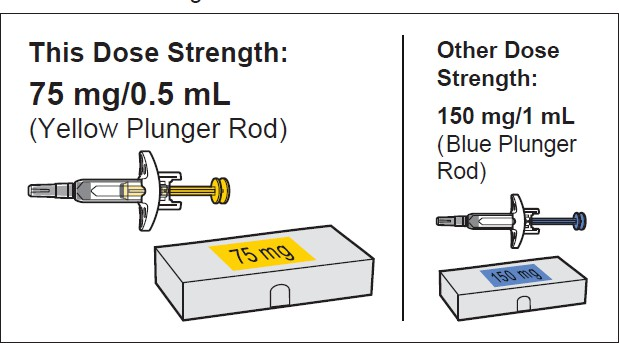 This Dose Strength:
75 mg/0.5 mL
(Yellow Plunger Rod)
75 mg
Other Dose
Strength:
150 mg/1 mL
(Blue Plunger
Rod)
150 mg